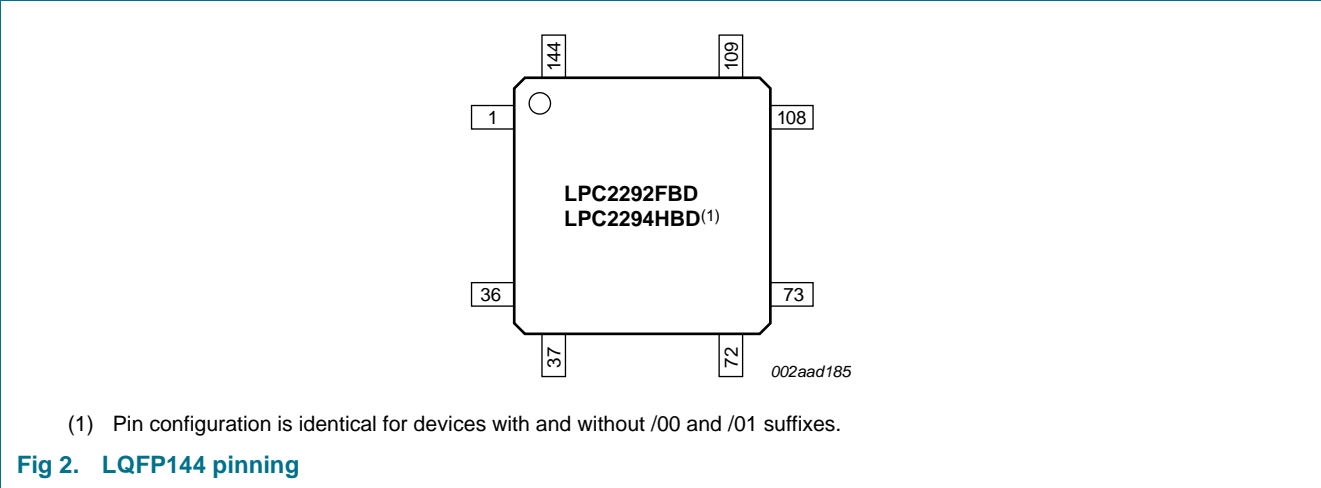 144
109
1
108
LPC2292FBD
LPC2294HBD(1)
36
73
37
72
002aad185
(1) Pin configuration is identical for devices with and without /00 and /01 suffixes.
Fig 2. LQFP144 pinning